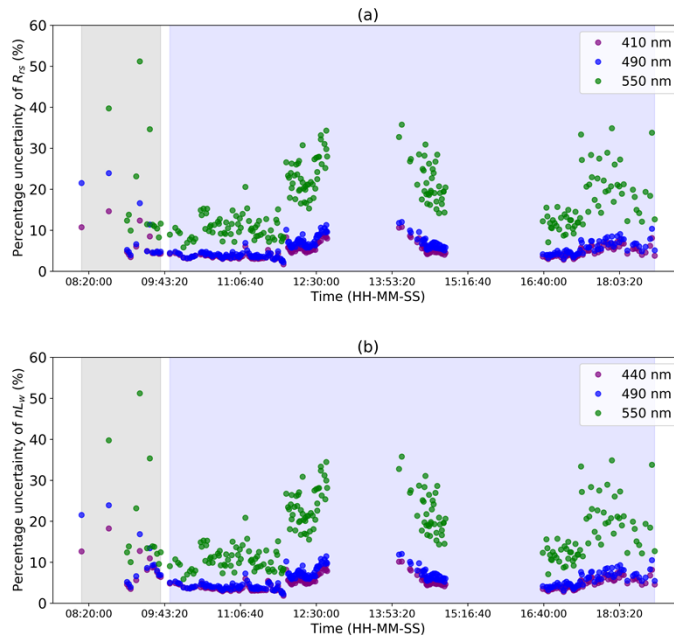 (a)
60
50
40
30
20
10
0
Percentage uncertainty of Rrs (%)
410 nm
490 nm
550 nm
08:20:00 09:43:20 11:06:40 12:30:00 13:53:20 15:16:40 16:40:00 18:03:20
Time (HH-MM-SS)
(b)
60
50
40
30
20
10
0
Percentage uncertainty of nLw (%)
440 nm
490 nm
550 nm
08:20:00 09:43:20 11:06:40 12:30:00 13:53:20 15:16:40 16:40:00 18:03:20
Time (HH-MM-SS)